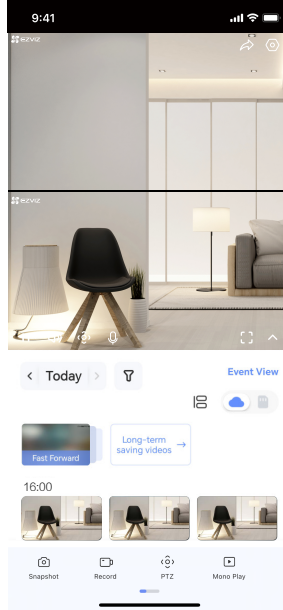 9:41
EZVIZ
EZVIZ
Today
Event View
Fast Forward
Long-term
saving videos
16:00
Snapshot
Record
PTZ
Mono Play